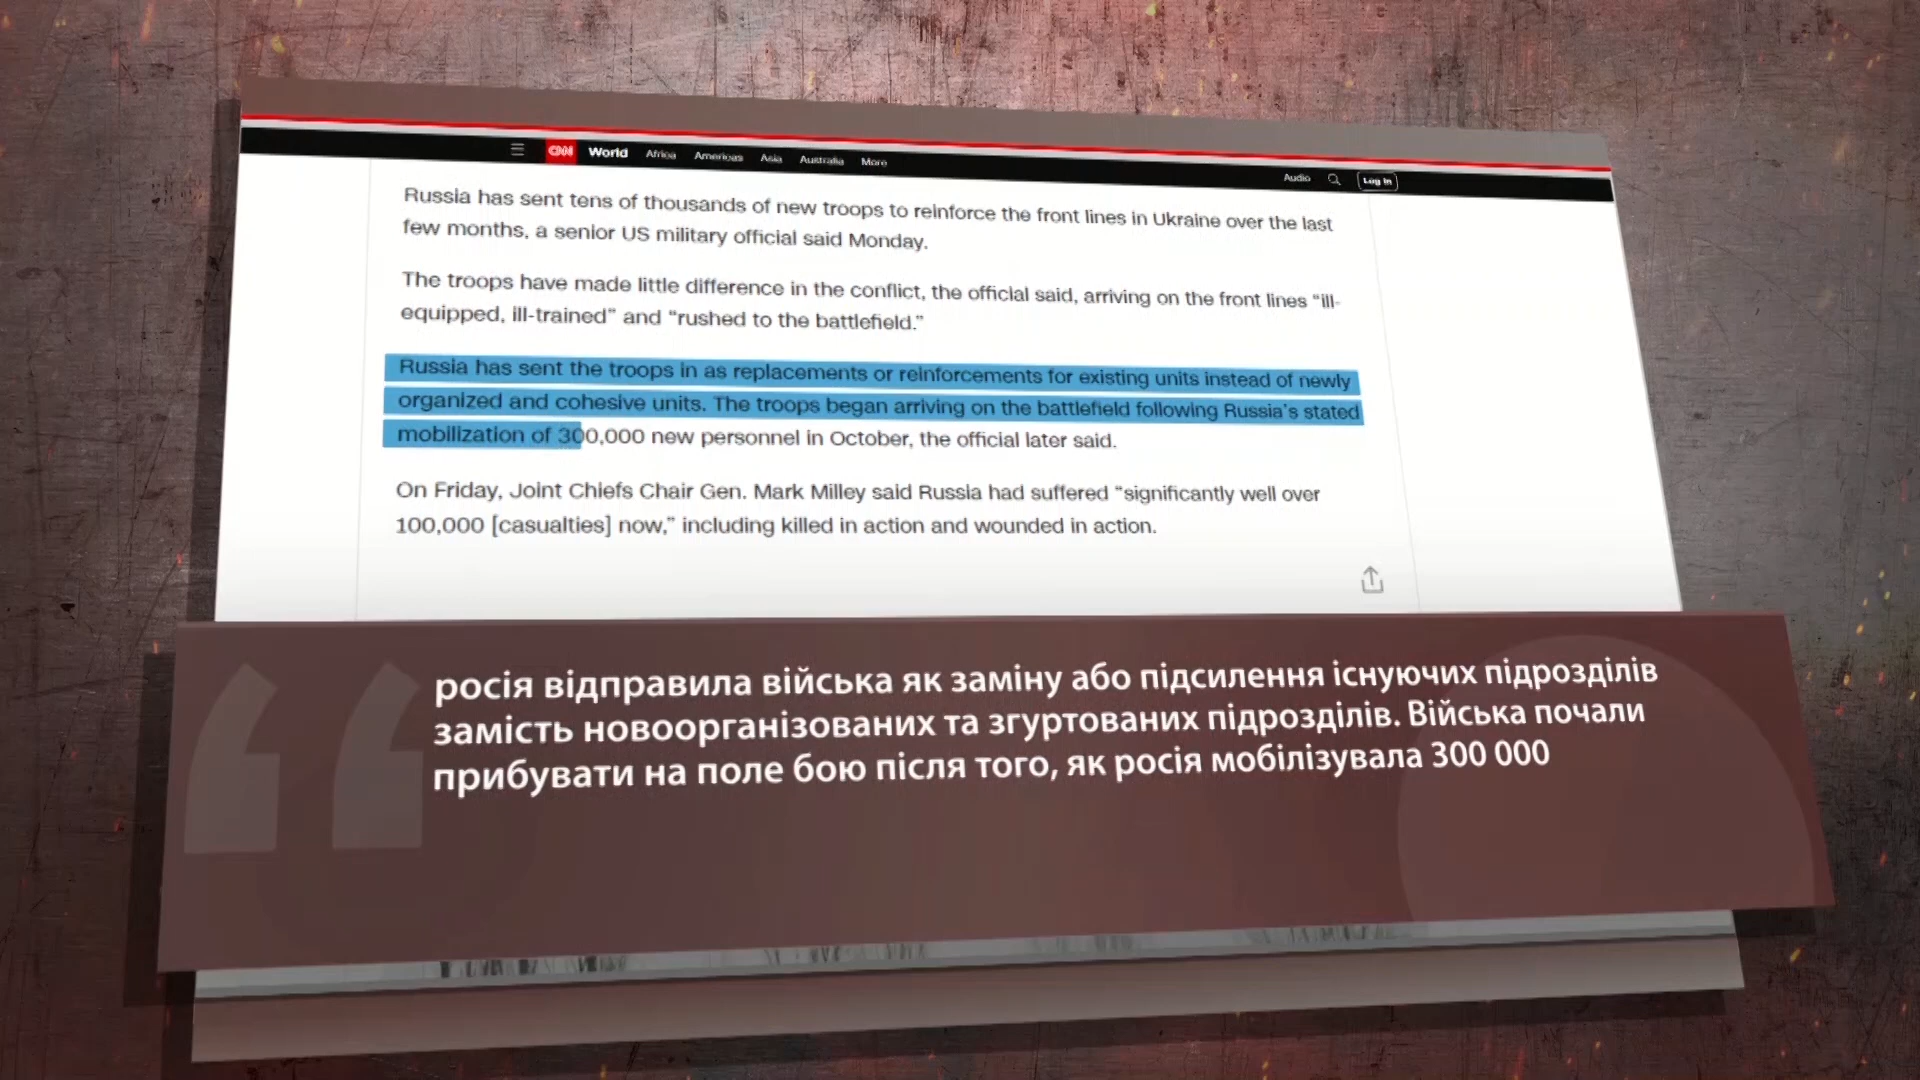 CNN World Africa Americas Asia Australia More
Audio Log In
Russia has sent tens of thousands of new troops to reinforce the front lines in Ukraine over the last
few months, a senior US military official said Monday.
The troops have made little difference in the conflict, the official said, arriving on the front lines “ill-
equipped, ill-trained” and “rushed to the battlefield.”
Russia has sent the troops in as replacements or reinforcements for existing units instead of newly
organized and cohesive units. The troops began arriving on the battlefield following Russia’s stated
mobilization of 300,000 new personnel in October, the official later said.
On Friday, Joint Chiefs Chair Gen. Mark Milley said Russia had suffered “significantly well over
100,000 [casualties] now,” including killed in action and wounded in action.
росія відправила війська як заміну або підсилення існуючих підрозділів
замість новоорганізованих та згуртованих підрозділів. Війська почали
прибувати на поле бою після того, як росія мобілізувала 300 000